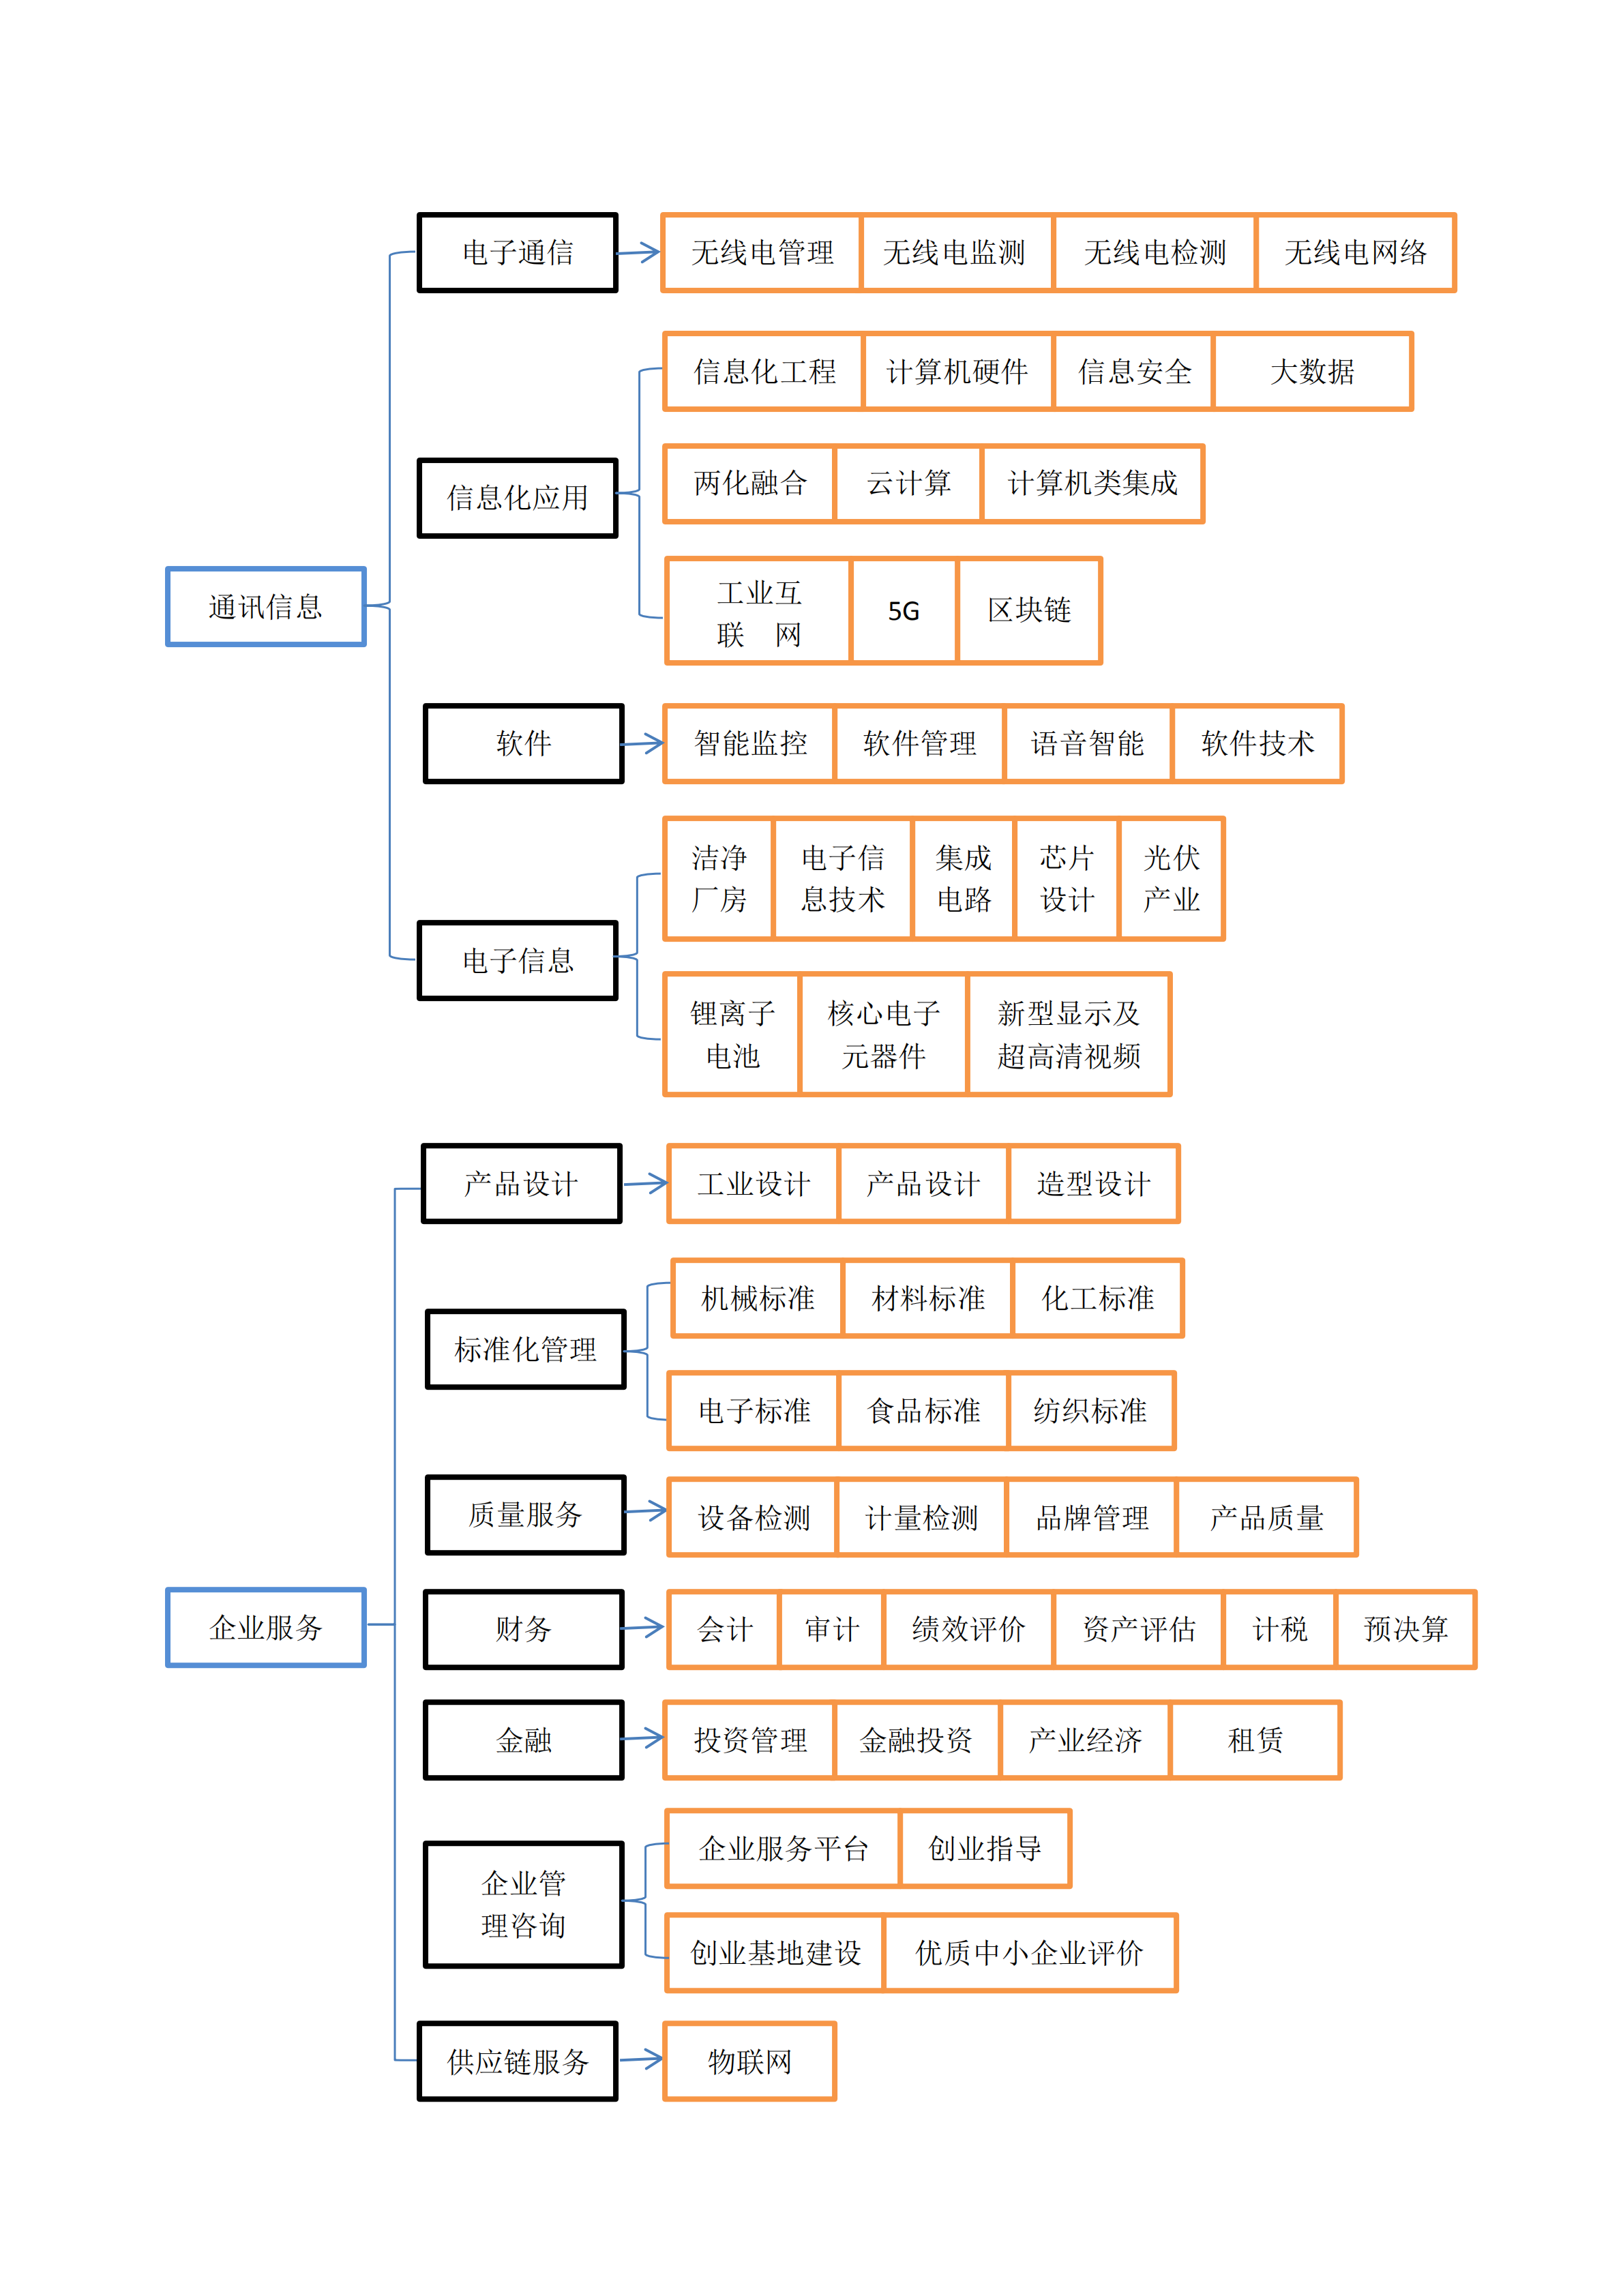 电子通信
无线电管理
无线电监测
无线电检测
无线电网络
信息化工程
计算机硬件
信息安全
大数据
信息化应用
两化融合
云计算
计算机类集成
通讯信息
工业互
联 网
5G
区块链
软件
智能监控
软件管理
语音智能
软件技术
洁净
厂房
电子信
息技术
集成
电路
芯片
设计
光伏
产业
电子信息
锂离子
电池
核心电子
元器件
新型显示及
超高清视频
产品设计
工业设计
产品设计
造型设计
标准化管理
机械标准
材料标准
化工标准
电子标准
食品标准
纺织标准
质量服务
设备检测
计量检测
品牌管理
产品质量
企业服务
财务
会计
审计
绩效评价
资产评估
计税
预决算
金融
投资管理
金融投资
产业经济
租赁
企业管
理咨询
企业服务平台
创业指导
创业基地建设
优质中小企业评价
供应链服务
物联网